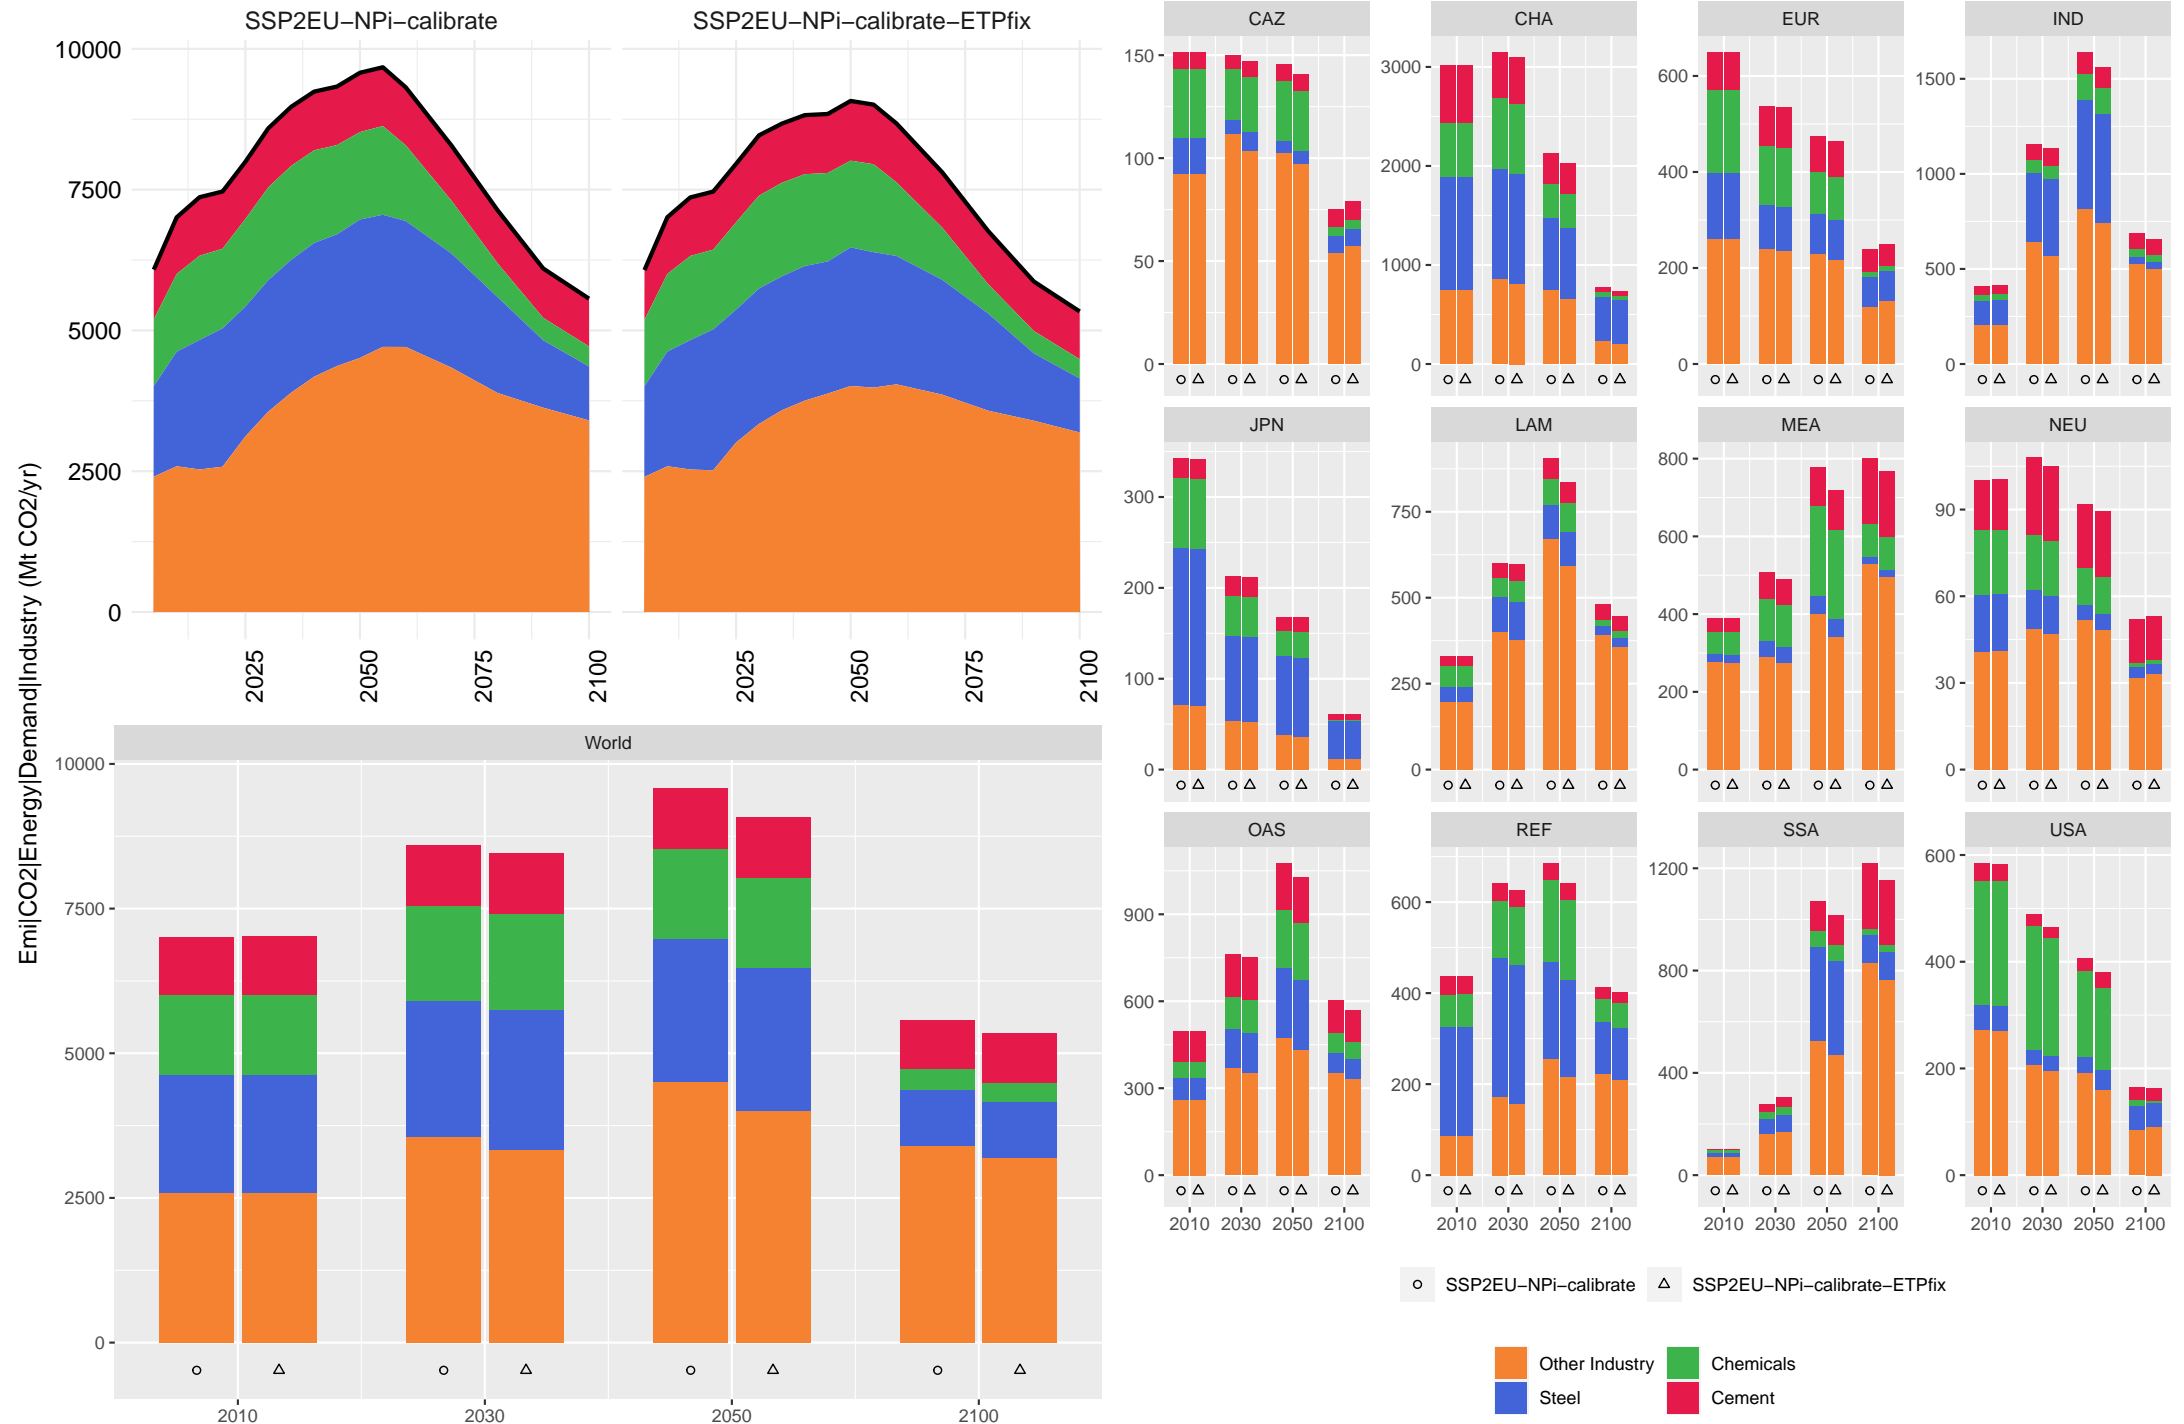 Emi|CO2|Energy|Demand|Industry (Mt CO2/yr)
SSP2EU−NPi−calibrate
SSP2EU−NPi−calibrate−ETPfix
10000
7500
5000
2500
0
2025
2050
2075
2100
2025
2050
2075
2100
World
10000
7500
5000
2500
0
2010
2030
2050
2100
CAZ
150
100
50
0
CHA
3000
2000
1000
0
EUR
600
400
200
0
IND
1500
1000
500
0
JPN
300
200
100
0
LAM
750
500
250
0
MEA
800
600
400
200
0
NEU
90
60
30
0
OAS
900
600
300
0
2010 2030 2050 2100
REF
600
400
200
0
2010 2030 2050 2100
SSA
1200
800
400
0
2010 2030 2050 2100
USA
600
400
200
0
2010 2030 2050 2100
SSP2EU−NPi−calibrate
SSP2EU−NPi−calibrate−ETPfix
Other Industry
Chemicals
Steel
Cement